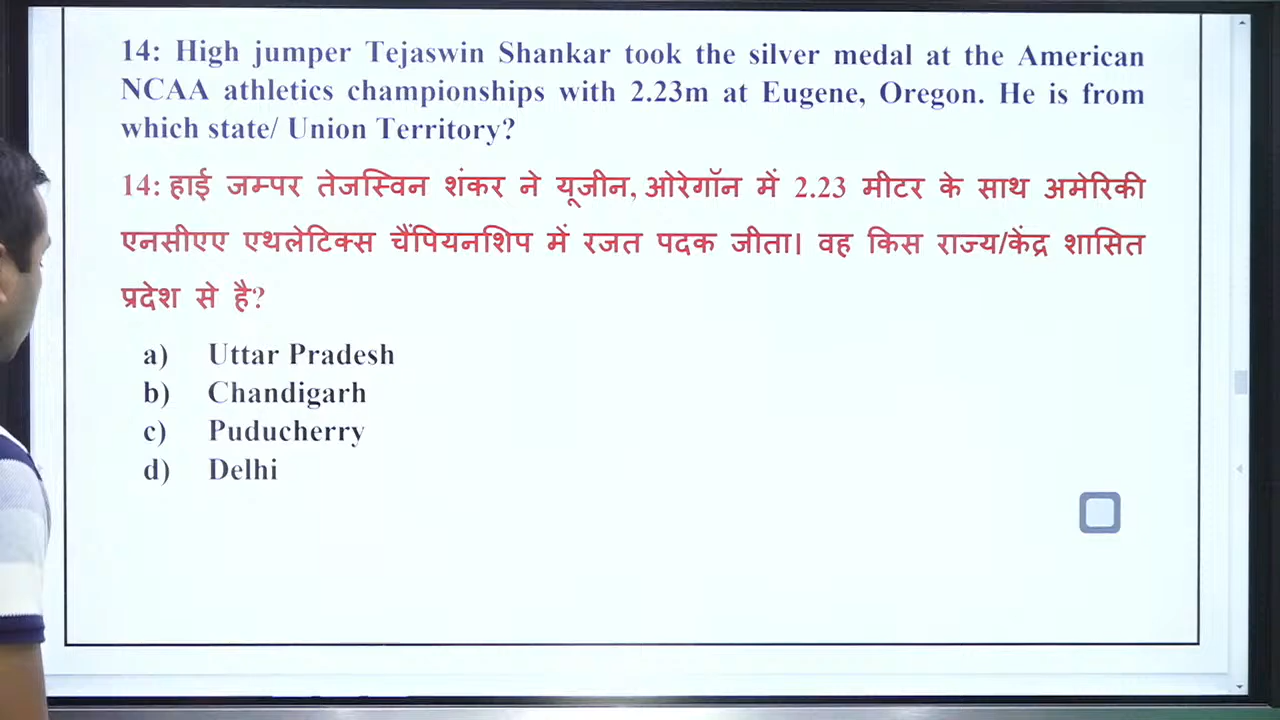 14: High jumper Tejaswin Shankar took the silver medal at the American
NCAA athletics championships with 2.23m at Eugene, Oregon. He is from
which state/ Union Territory?
14: हाई जम्पर तेजस्विन शंकर ने यूजीन, ओरेगॉन में 2.23 मीटर के साथ अमेरिकी
एनसीएए एथलेटिक्स चैंपियनशिप में रजत पदक जीता। वह किस राज्य/केंद्र शासित
प्रदेश से है?
a) Uttar Pradesh
b) Chandigarh
c) Puducherry
d) Delhi